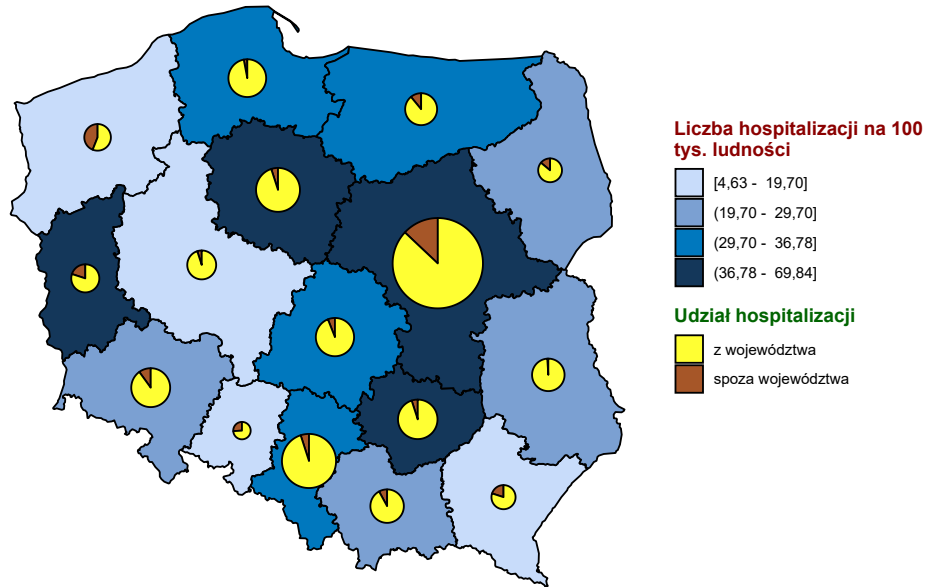 Liczba hospitalizacji na 100
tys. ludności
[4,63 - 19,70]
(19,70 - 29,70]
(29,70 - 36,78]
(36,78 - 69,84]
Udział hospitalizacji
z województwa
spoza województwa